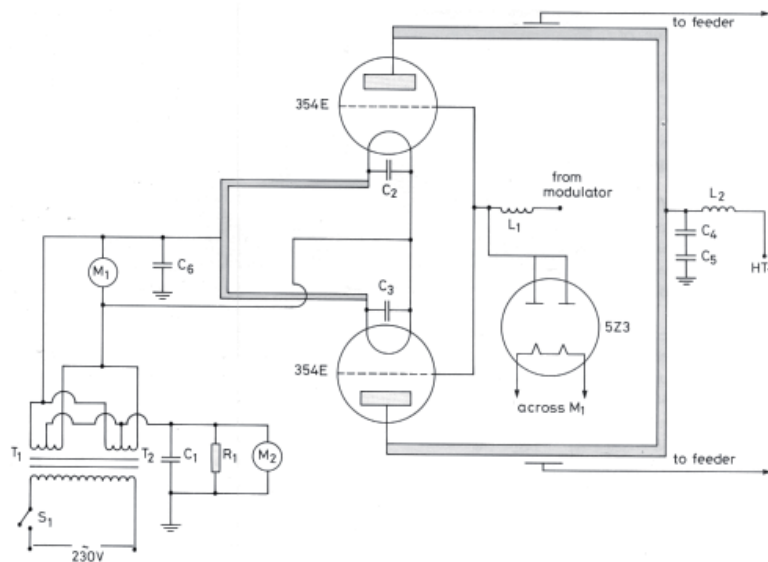 to feeder
354E
C2
from
modulator
L1
L2
C4
C5
HT
M1
C6
C3
5Z3
354E
across M1
T1
T2
C1
R1
M2
to feeder
S1
~
230V